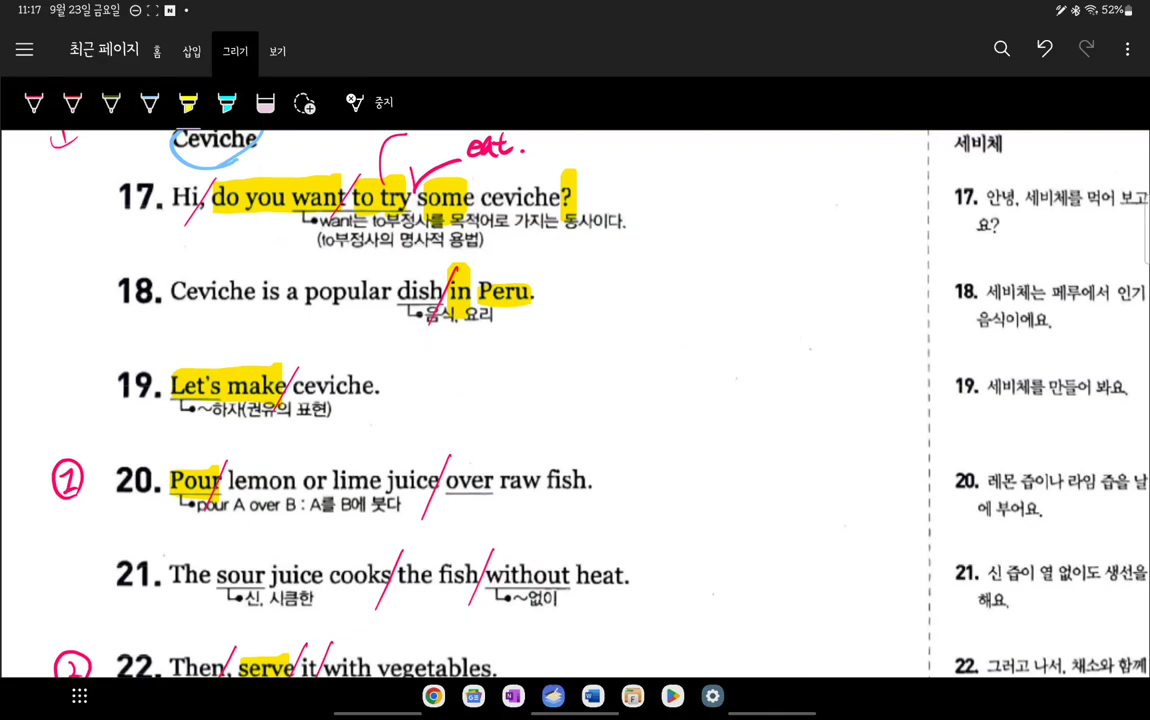 11:17 9월 23일 금요일 N 52%
최근 페이지 홈 삽입 그리기 보기
중지
Ceviche
세비체
eat.
17. Hi, do you want to try some ceviche?
want는 to부정사를 목적어로 가지는 동사이다.
(to부정사의 명사적 용법)
17. 안녕, 세비체를 먹어 보고
요?
18. Ceviche is a popular dish in Peru.
음식, 요리
18. 세비체는 페루에서 인기
음식이에요.
19. Let's make ceviche.
~하자(권유의 표현)
19. 세비체를 만들어 봐요.
① 20. Pour lemon or lime juice over raw fish.
pour A over B : A를 B에 붓다
20. 레몬 즙이나 라임 즙을 날
에 부어요.
21. The sour juice cooks the fish without heat.
신, 시큼한
~없이
21. 신 즙이 열 없이도 생선을
해요.
② 22. Then, serve it with vegetables.
22. 그러고 나서, 채소와 함께